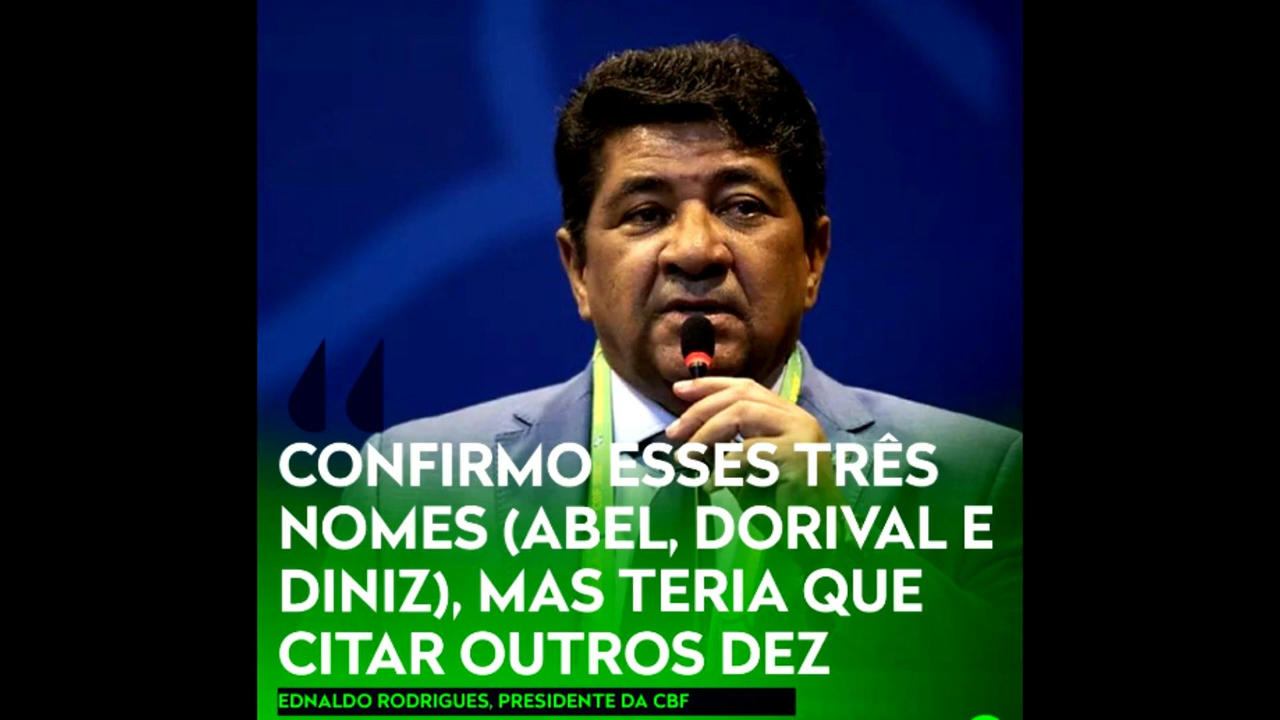 CONFIRMO ESSES TRÊS
NOMES (ABEL, DORIVAL E
DINIZ), MAS TERIA QUE
CITAR OUTROS DEZ
EDNALDO RODRIGUES, PRESIDENTE DA CBF